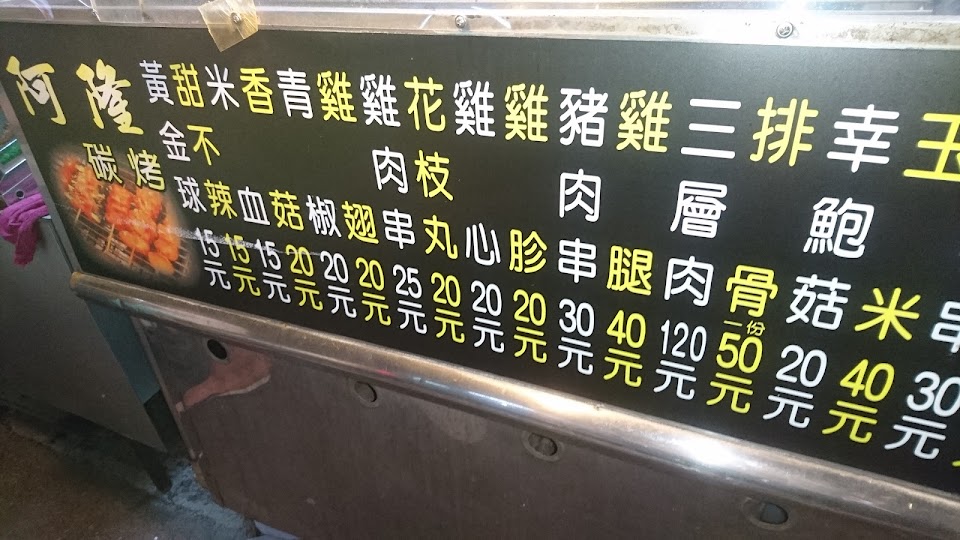 阿隆
碳烤
黃金球 15元
甜不辣 15元
米血 15元
香菇 20元
青椒 20元
雞翅 20元
雞肉串 25元
花枝丸 20元
雞心 20元
雞胗 20元
豬肉串 30元
雞腿 40元
三層肉 120元
排骨 一份 50元
幸鮑菇 20元
玉米 40元
串 30元